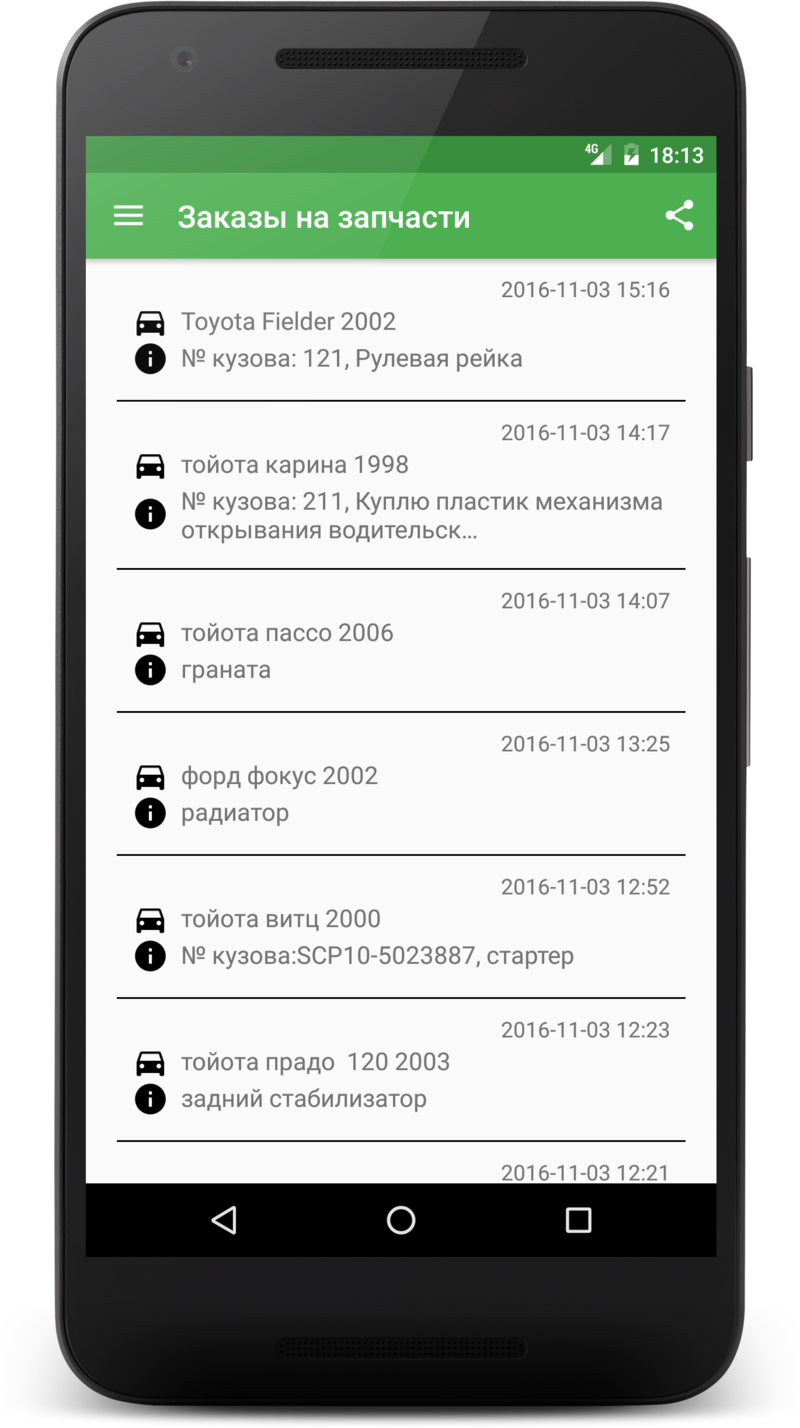 4G 18:13
Заказы на запчасти
2016-11-03 15:16
Toyota Fielder 2002
№ кузова: 121, Рулевая рейка
2016-11-03 14:17
тойота карина 1998
№ кузова: 211, Куплю пластик механизма
открывания водительск...
2016-11-03 14:07
тойота пассо 2006
граната
2016-11-03 13:25
форд фокус 2002
радиатор
2016-11-03 12:52
тойота витц 2000
№ кузова:SCP10-5023887, стартер
2016-11-03 12:23
тойота прадо  120 2003
задний стабилизатор
2016-11-03 12:21